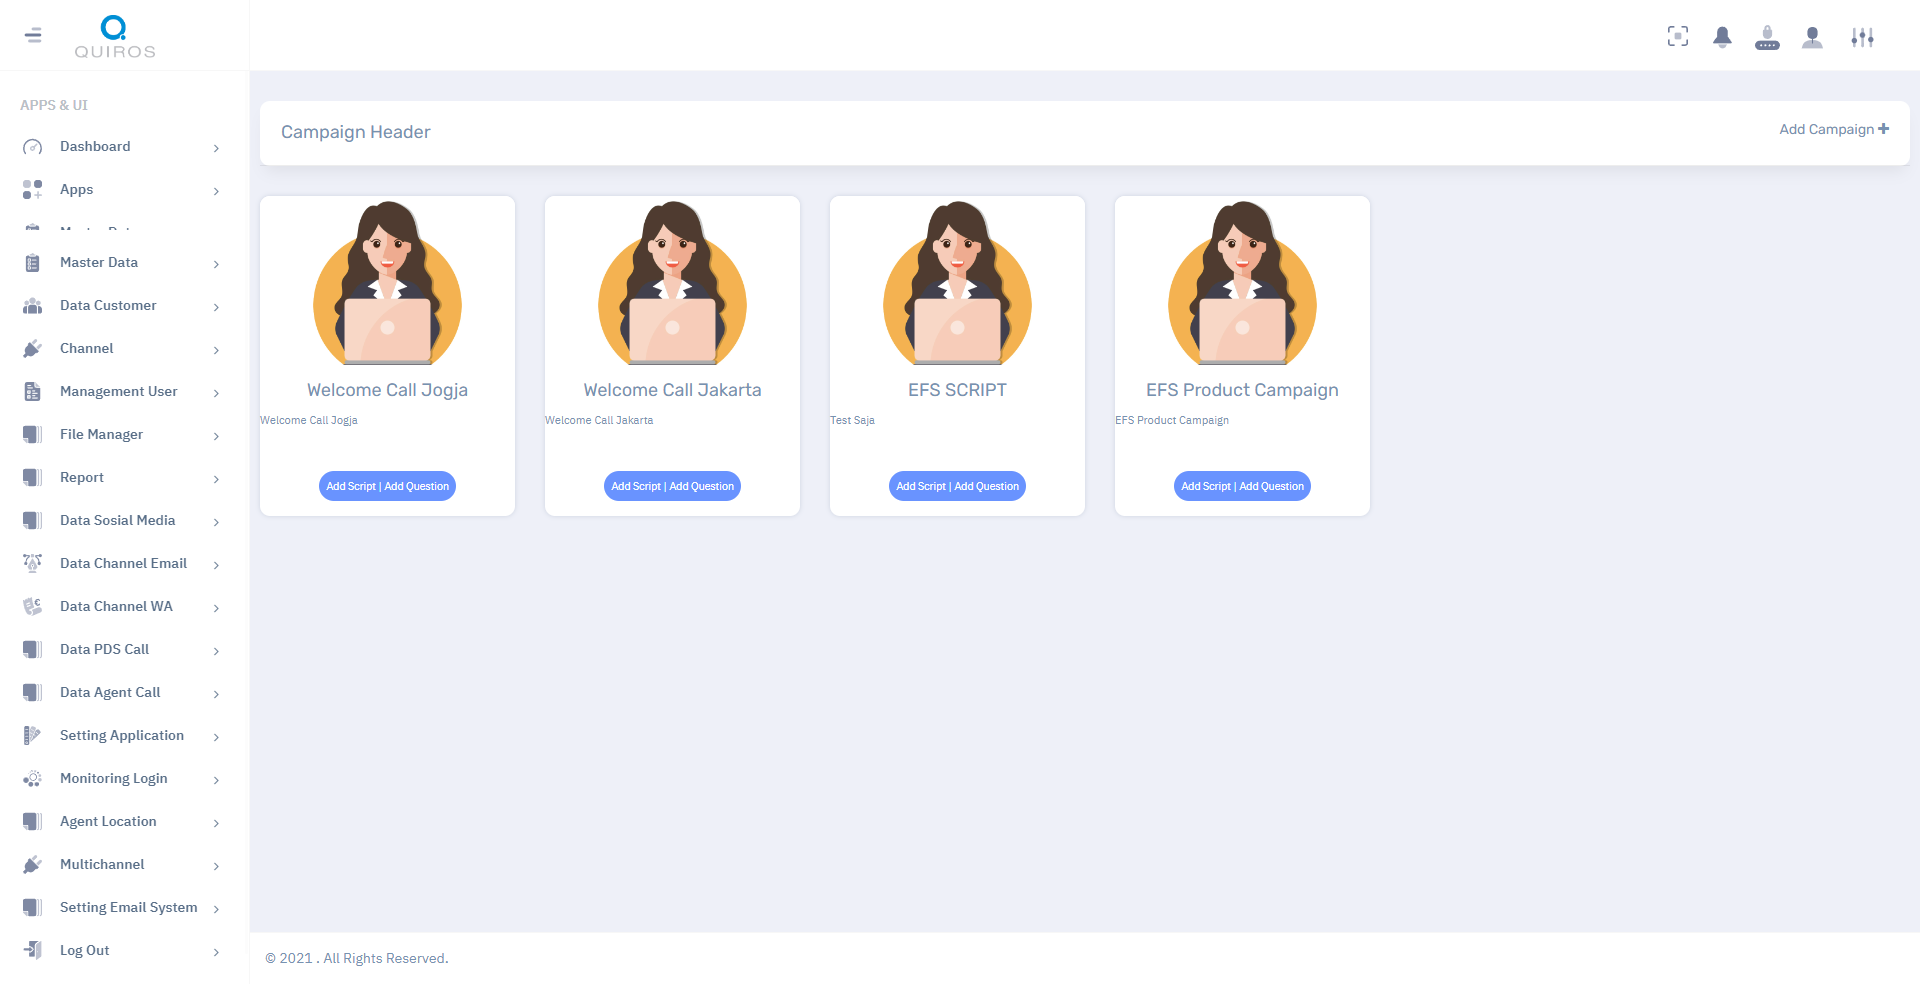 QUIROS
APPS & UI
Dashboard
Apps
Master Data
Data Customer
Channel
Management User
File Manager
Report
Data Sosial Media
Data Channel Email
Data Channel WA
Data PDS Call
Data Agent Call
Setting Application
Monitoring Login
Agent Location
Multichannel
Setting Email System
Log Out
Campaign Header
Add Campaign
Welcome Call Jogja
Welcome Call Jogja
Add Script | Add Question
Welcome Call Jakarta
Welcome Call Jakarta
Add Script | Add Question
EFS SCRIPT
Test Saja
Add Script | Add Question
EFS Product Campaign
EFS Product Campaign
Add Script | Add Question
© 2021 . All Rights Reserved.